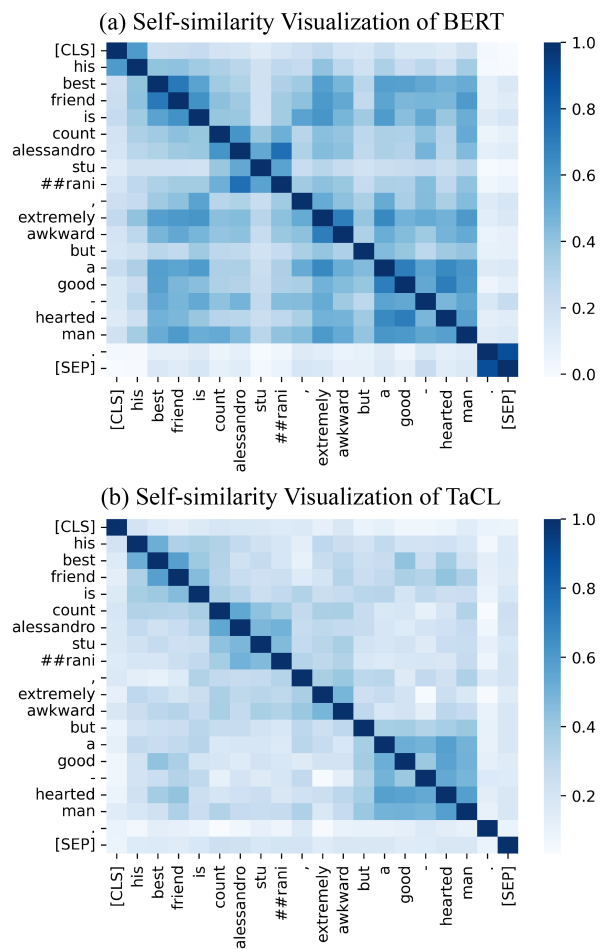 (a) Self-similarity Visualization of BERT
[CLS]
his
best
friend
is
count
alessandro
stu
##rani
,
extremely
awkward
but
a
good
-
hearted
man
.
[SEP]
1.0
0.8
0.6
0.4
0.2
0.0
[CLS] his best friend is count alessandro stu ##rani , extremely awkward but a good - hearted man . [SEP]
(b) Self-similarity Visualization of TaCL
[CLS]
his
best
friend
is
count
alessandro
stu
##rani
,
extremely
awkward
but
a
good
-
hearted
man
.
[SEP]
1.0
0.8
0.6
0.4
0.2
[CLS] his best friend is count alessandro stu ##rani , extremely awkward but a good - hearted man . [SEP]